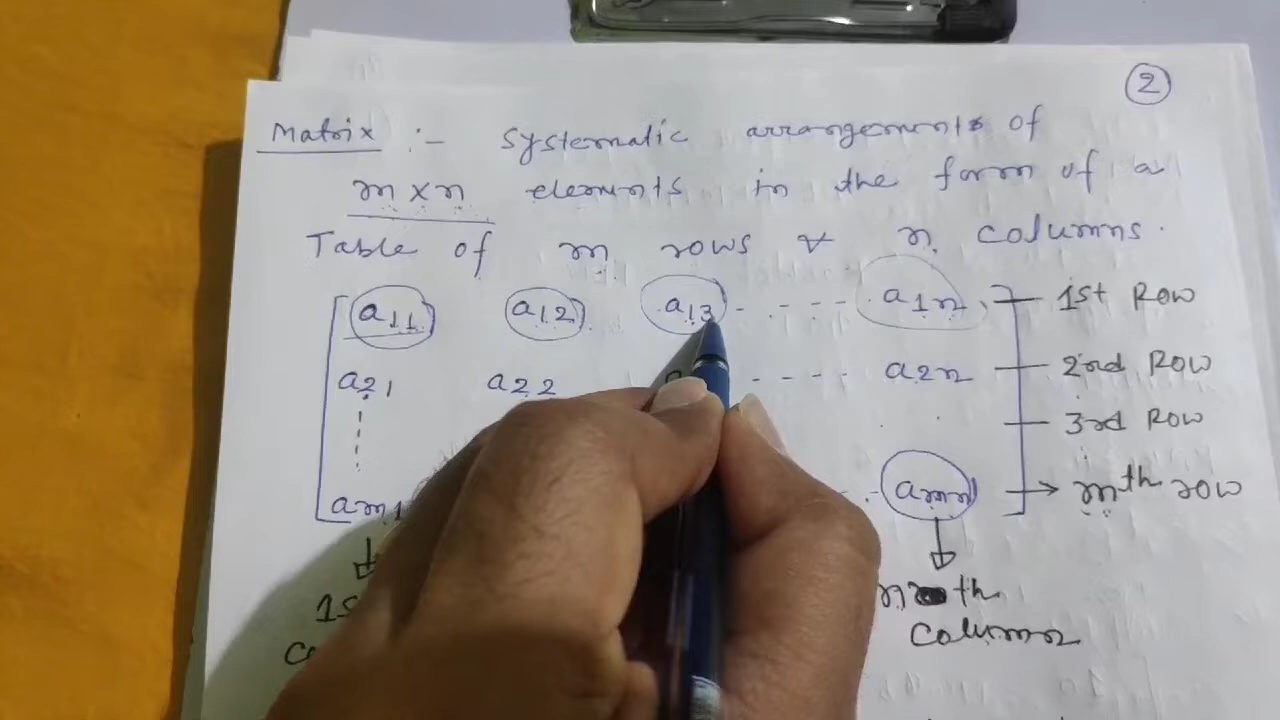 2
Matrix :- Systematic arrangements of
m x n elements in the form of a
Table of m rows & n columns.
a11 a12 a13 - - - - - a1n, 1st Row
a21 a22 - - - - a2n 2nd Row
3rd Row
am1 - amn → mth row
nth
column